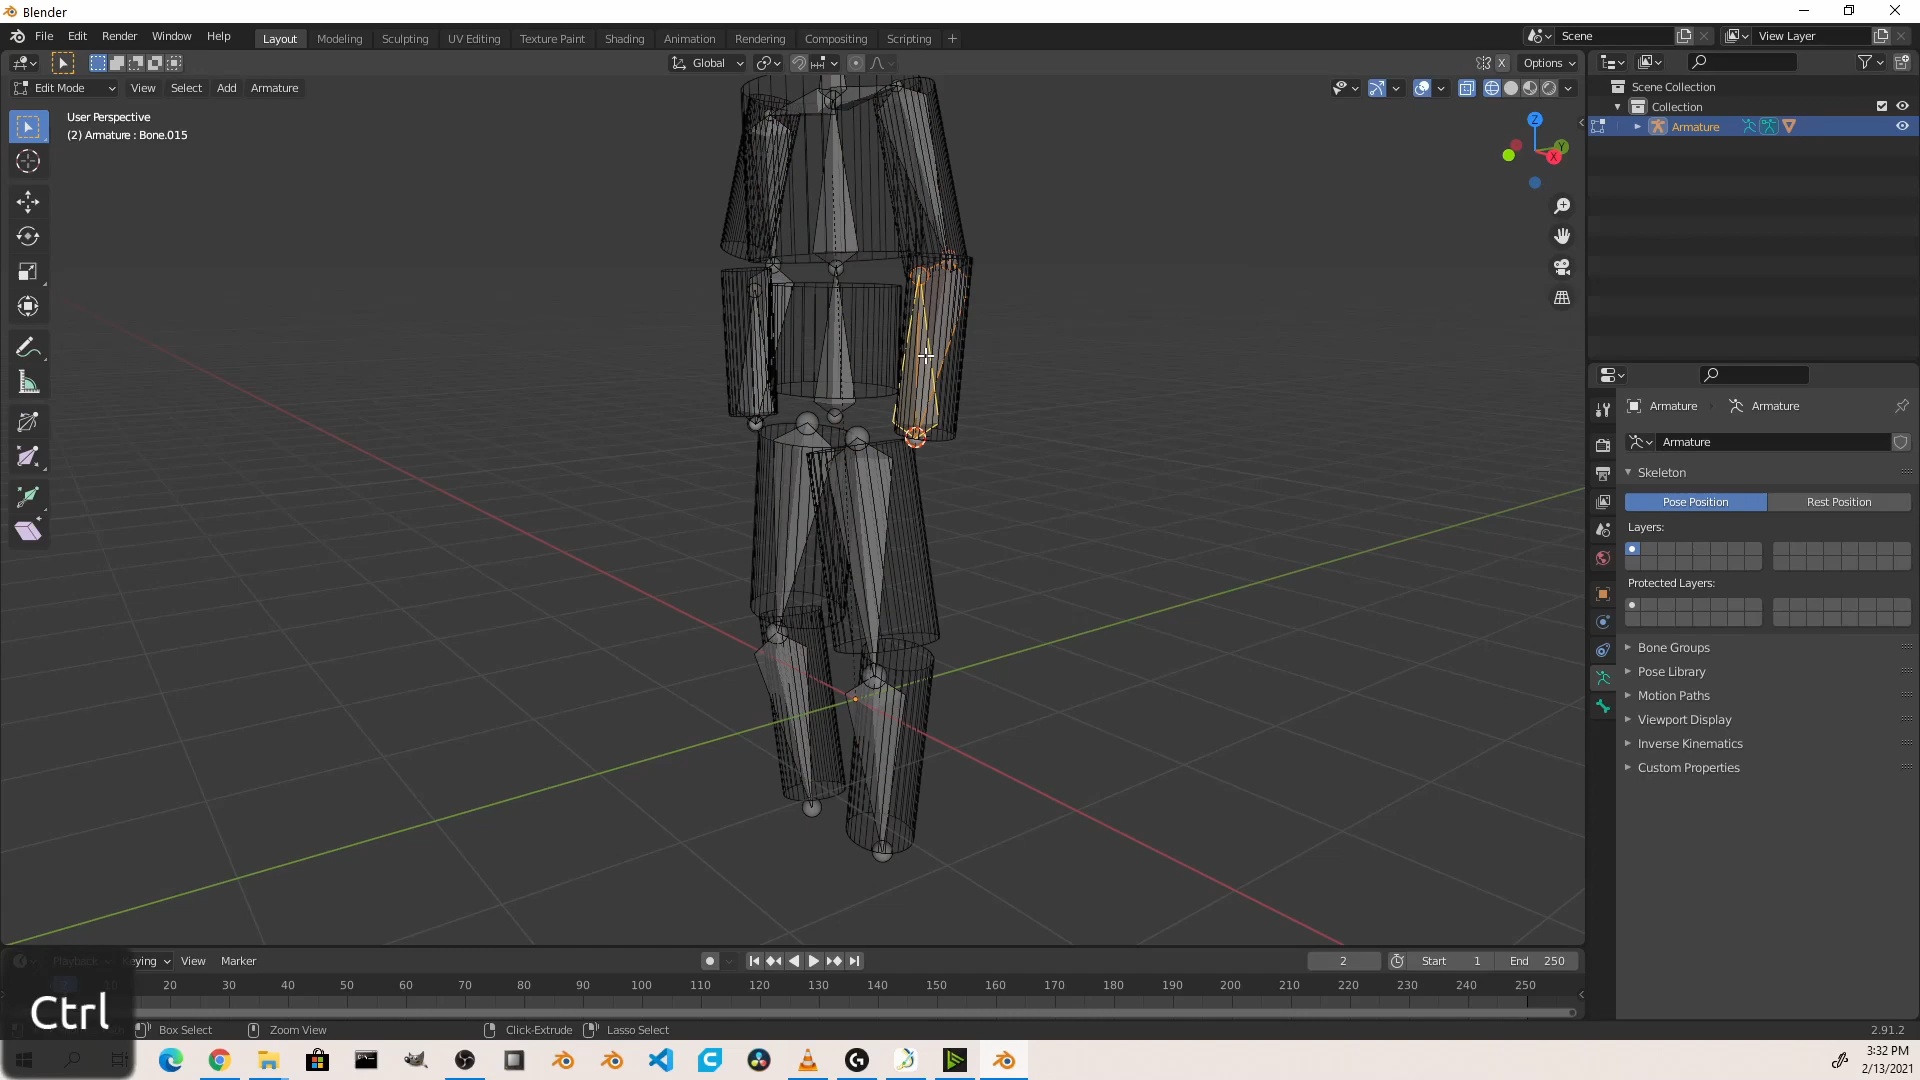 Blender
File Edit Render Window Help
Layout Modeling Sculpting UV Editing Texture Paint Shading Animation Rendering Compositing Scripting +
Scene
View Layer
Global
X
Options
Edit Mode View Select Add Armature
User Perspective
(2) Armature : Bone.015
Z
Y
X
Scene Collection
Collection
Armature
Armature Armature
Armature
Skeleton
Pose Position Rest Position
Layers:
Protected Layers:
Bone Groups
Pose Library
Motion Paths
Viewport Display
Inverse Kinematics
Custom Properties
Playback Keying View Marker
2
Start 1 End 250
10 20 30 40 50 60 70 80 90 100 110 120 130 140 150 160 170 180 190 200 210 220 230 240 250
Ctrl
Box Select Zoom View Click-Extrude Lasso Select
2.91.2
3:32 PM
2/13/2021